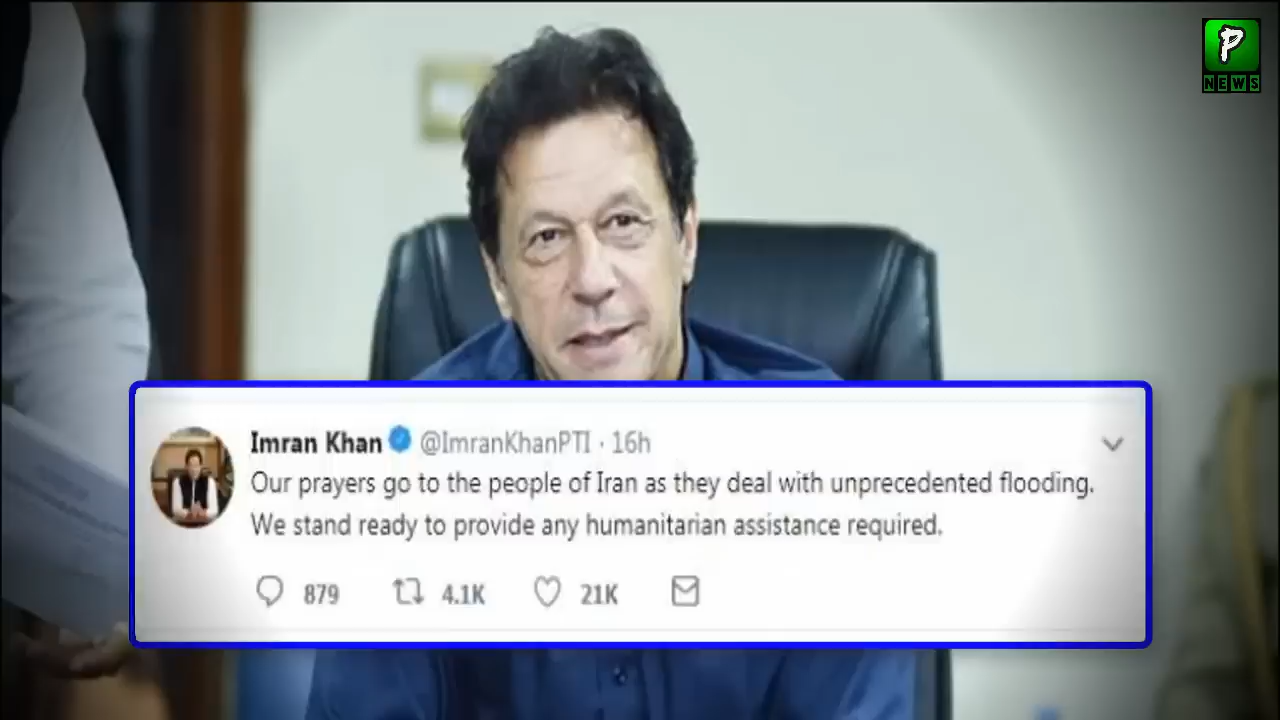 P
NEWS
Imran Khan @ImranKhanPTI · 16h
Our prayers go to the people of Iran as they deal with unprecedented flooding.
We stand ready to provide any humanitarian assistance required.
879 4.1K 21K